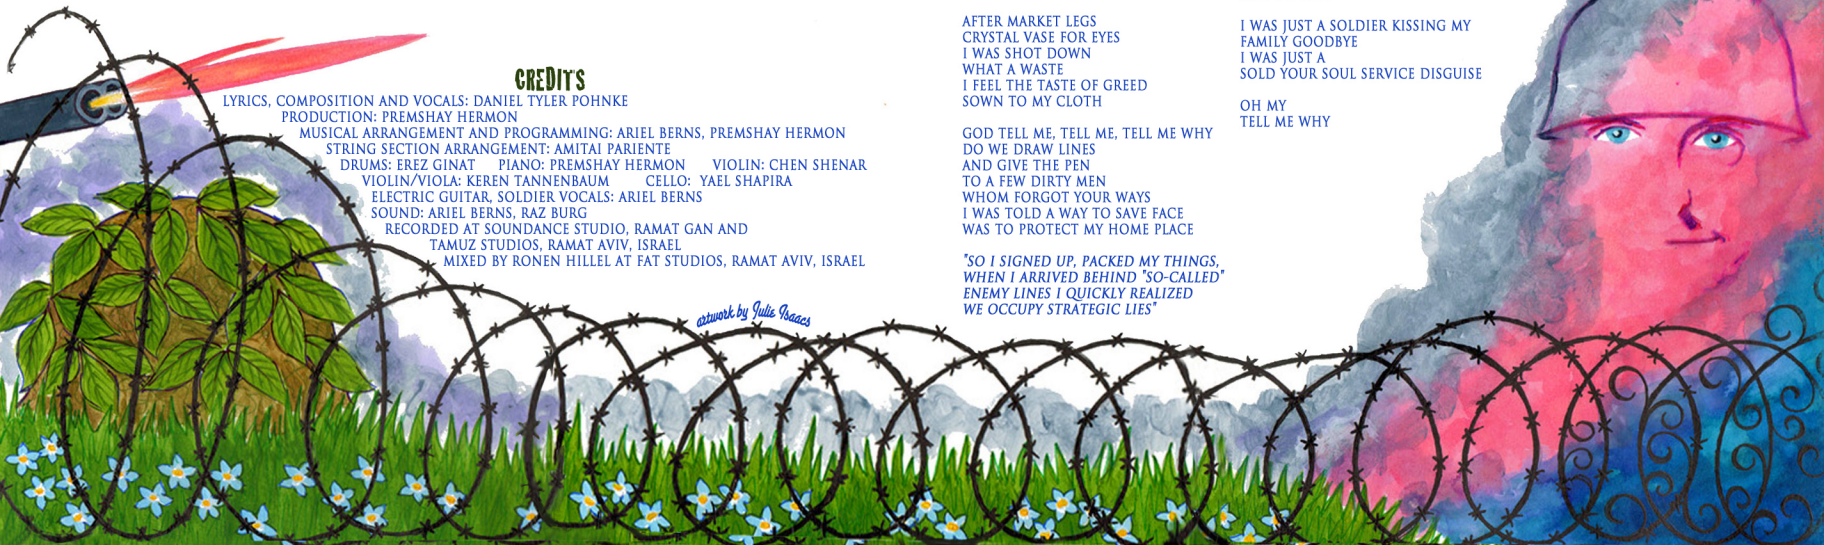 CREDITS
LYRICS, COMPOSITION AND VOCALS: DANIEL TYLER POHNKE
PRODUCTION: PREMSHAY HERMON
MUSICAL ARRANGEMENT AND PROGRAMMING: ARIEL BERNS, PREMSHAY HERMON
STRING SECTION ARRANGEMENT: AMITAI PARIENTE
DRUMS: EREZ GINAT PIANO: PREMSHAY HERMON VIOLIN: CHEN SHENAR
VIOLIN/VIOLA: KEREN TANNENBAUM CELLO: YAEL SHAPIRA
ELECTRIC GUITAR, SOLDIER VOCALS: ARIEL BERNS
SOUND: ARIEL BERNS, RAZ BURG
RECORDED AT SOUNDANCE STUDIO, RAMAT GAN AND
TAMUZ STUDIOS, RAMAT AVIV, ISRAEL
MIXED BY RONEN HILLEL AT FAT STUDIOS, RAMAT AVIV, ISRAEL
artwork by Julie Isaacs
AFTER MARKET LEGS
CRYSTAL VASE FOR EYES
I WAS SHOT DOWN
WHAT A WASTE
I FEEL THE TASTE OF GREED
SOWN TO MY CLOTH
GOD TELL ME, TELL ME, TELL ME WHY
DO WE DRAW LINES
AND GIVE THE PEN
TO A FEW DIRTY MEN
WHOM FORGOT YOUR WAYS
I WAS TOLD A WAY TO SAVE FACE
WAS TO PROTECT MY HOME PLACE
"SO I SIGNED UP, PACKED MY THINGS,
WHEN I ARRIVED BEHIND "SO-CALLED"
ENEMY LINES I QUICKLY REALIZED
WE OCCUPY STRATEGIC LIES"
I WAS JUST A SOLDIER KISSING MY
FAMILY GOODBYE
I WAS JUST A
SOLD YOUR SOUL SERVICE DISGUISE
OH MY
TELL ME WHY